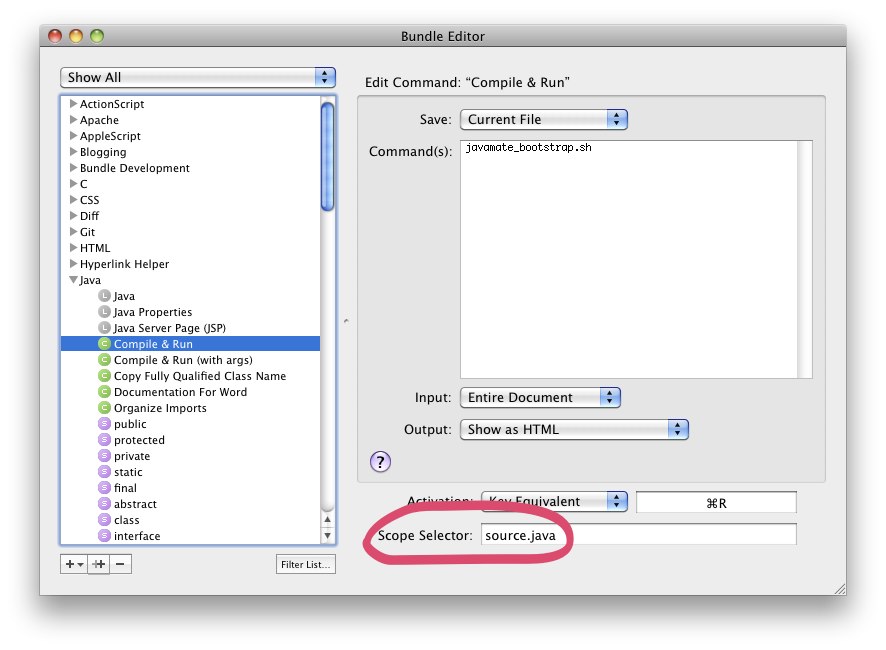 Bundle Editor
Show All
ActionScript
Apache
AppleScript
Blogging
Bundle Development
C
CSS
Diff
Git
HTML
Hyperlink Helper
Java
L Java
L Java Properties
L Java Server Page (JSP)
C Compile & Run
C Compile & Run (with args)
C Copy Fully Qualified Class Name
C Documentation For Word
C Organize Imports
S public
S protected
S private
S static
S final
S abstract
S class
S interface
Filter List...
Edit Command: “Compile & Run”
Save: Current File
Command(s): javamate_bootstrap.sh
Input: Entire Document
Output: Show as HTML
?
Activation: Key Equivalent ⌘R
Scope Selector: source.java